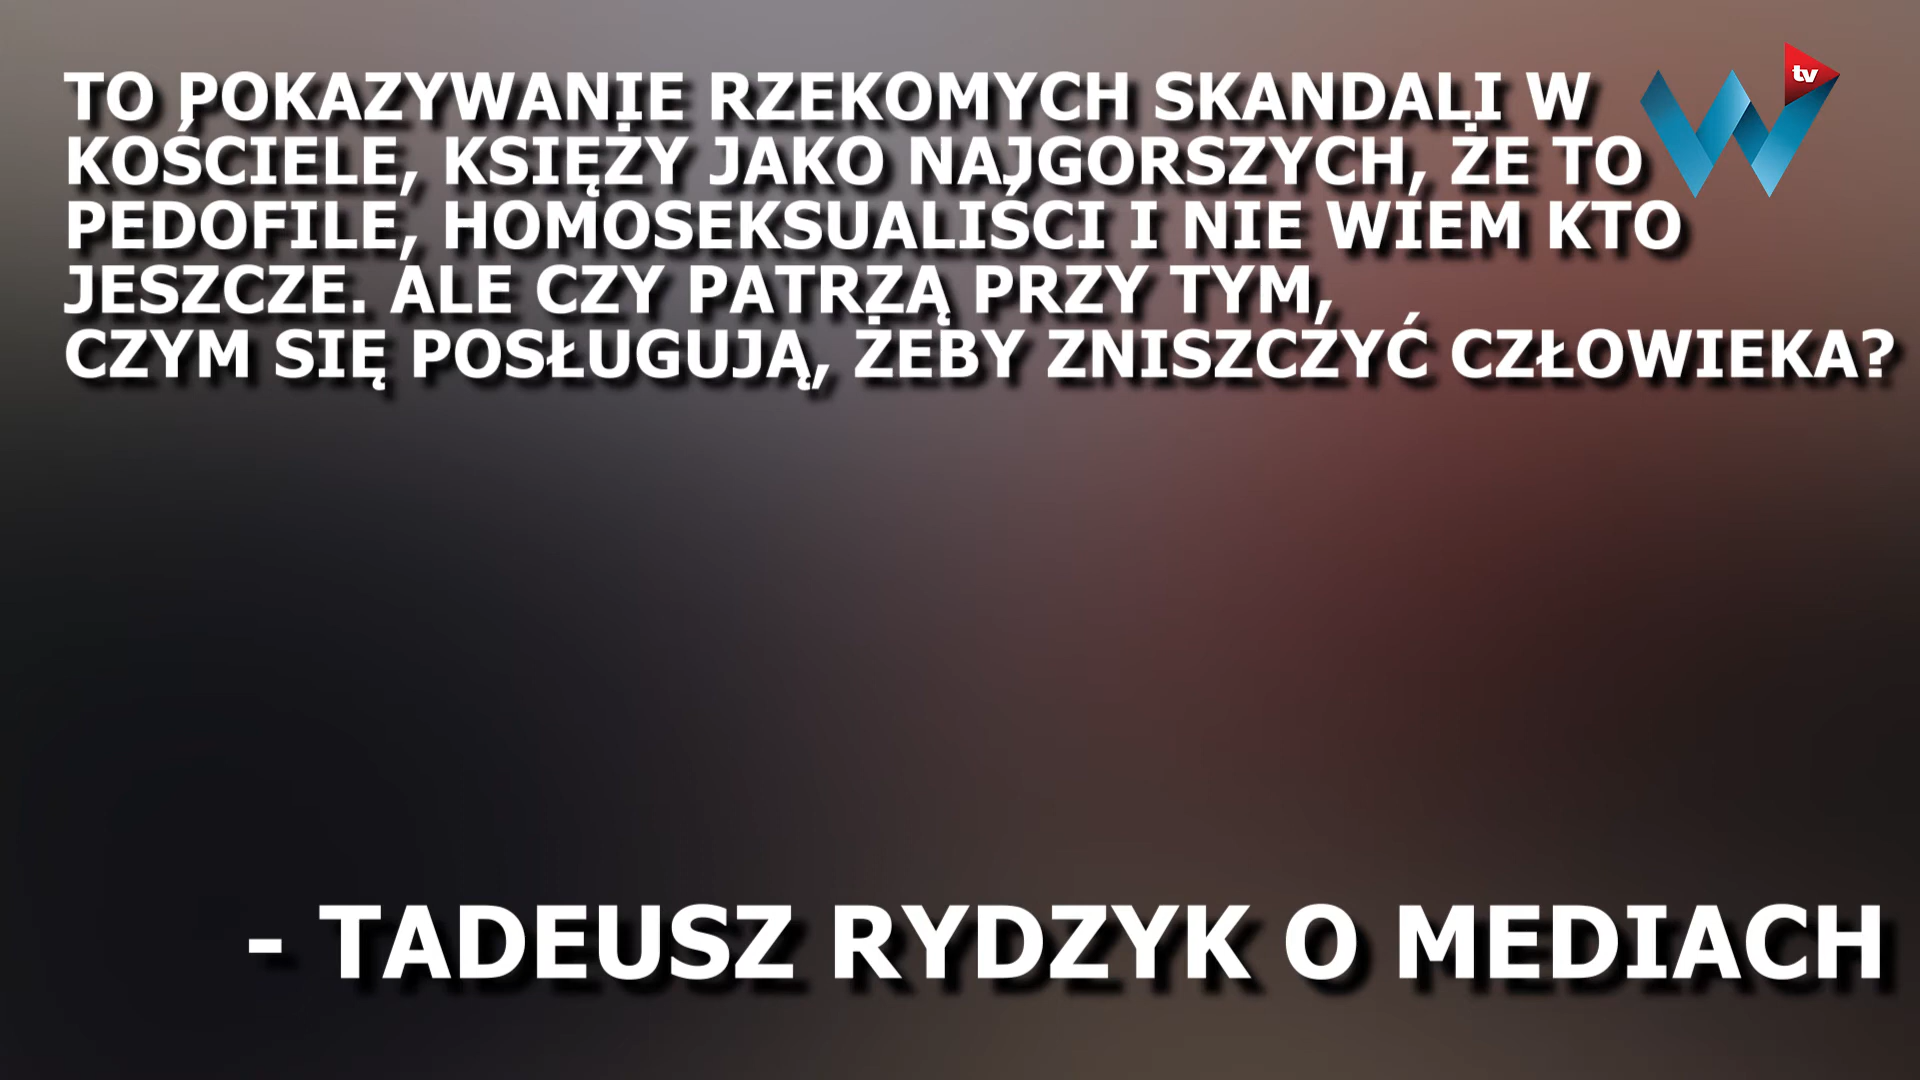 TO POKAZYWANIE RZEKOMYCH SKANDALI W
KOŚCIELE, KSIĘŻY JAKO NAJGORSZYCH, ŻE TO
PEDOFILE, HOMOSEKSUALIŚCI I NIE WIEM KTO
JESZCZE. ALE CZY PATRZĄ PRZY TYM,
CZYM SIĘ POSŁUGUJĄ, ŻEBY ZNISZCZYĆ CZŁOWIEKA?
- TADEUSZ RYDZYK O MEDIACH
W tv